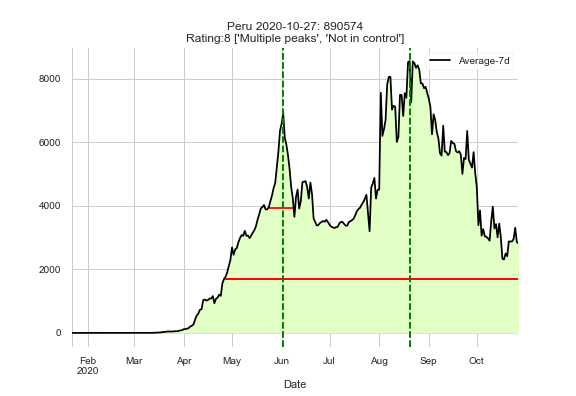 Peru 2020-10-27: 890574
Rating:8 ['Multiple peaks', 'Not in control']
Average-7d
8000
6000
4000
2000
0
Feb Mar Apr May Jun Jul Aug Sep Oct
2020
Date